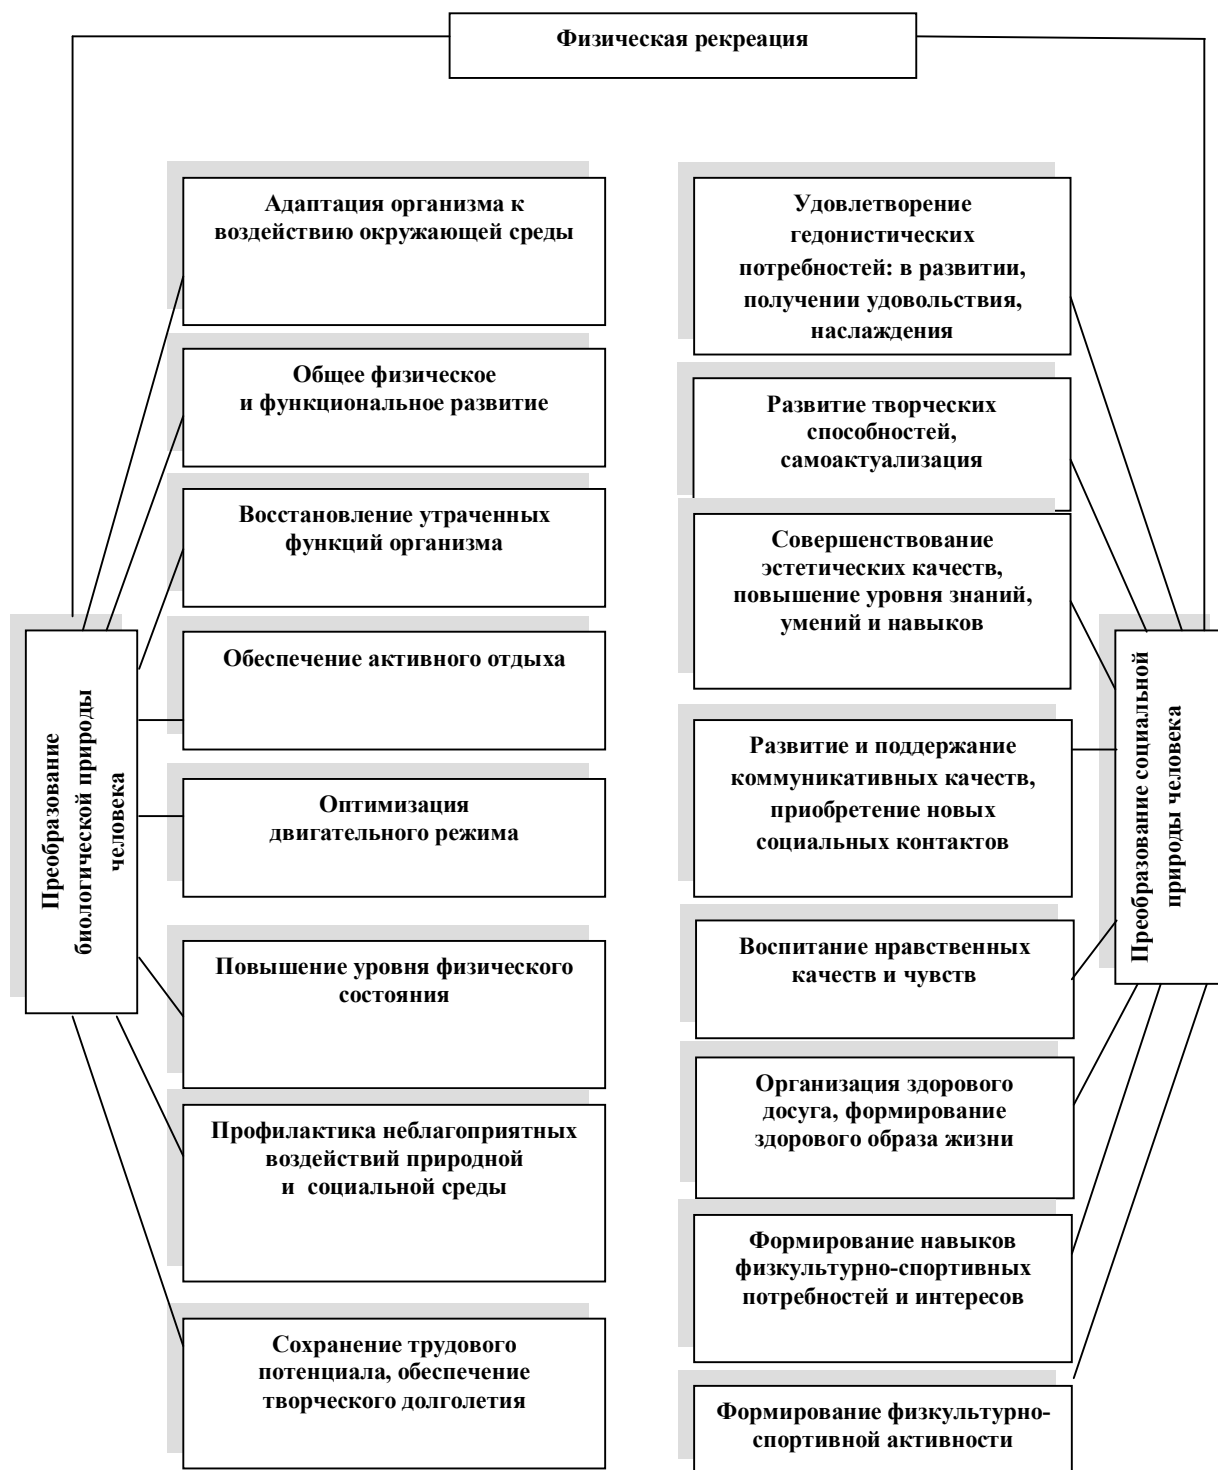 Физическая рекреация
Преобразование
биологической природы
человека
Адаптация организма к
воздействию окружающей среды
Общее физическое
и функциональное развитие
Восстановление утраченных
функций организма
Обеспечение активного отдыха
Оптимизация
двигательного режима
Повышение уровня физического
состояния
Профилактика неблагоприятных
воздействий природной
и социальной среды
Сохранение трудового
потенциала, обеспечение
творческого долголетия
Удовлетворение
гедонистических
потребностей: в развитии,
получении удовольствия,
наслаждения
Развитие творческих
способностей,
самоактуализация
Совершенствование
эстетических качеств,
повышение уровня знаний,
умений и навыков
Развитие и поддержание
коммуникативных качеств,
приобретение новых
социальных контактов
Воспитание нравственных
качеств и чувств
Организация здорового
досуга, формирование
здорового образа жизни
Формирование навыков
физкультурно-спортивных
потребностей и интересов
Формирование физкультурно-
спортивной активности
Преобразование социальной
природы человека